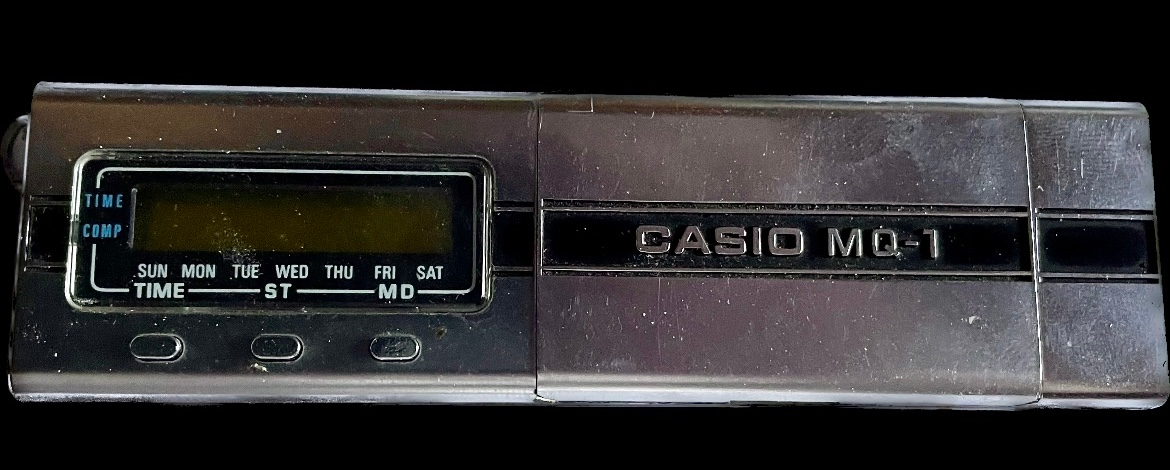 TIME
COMP
SUN MON TUE WED THU FRI SAT
TIME ST MD
CASIO MQ-1